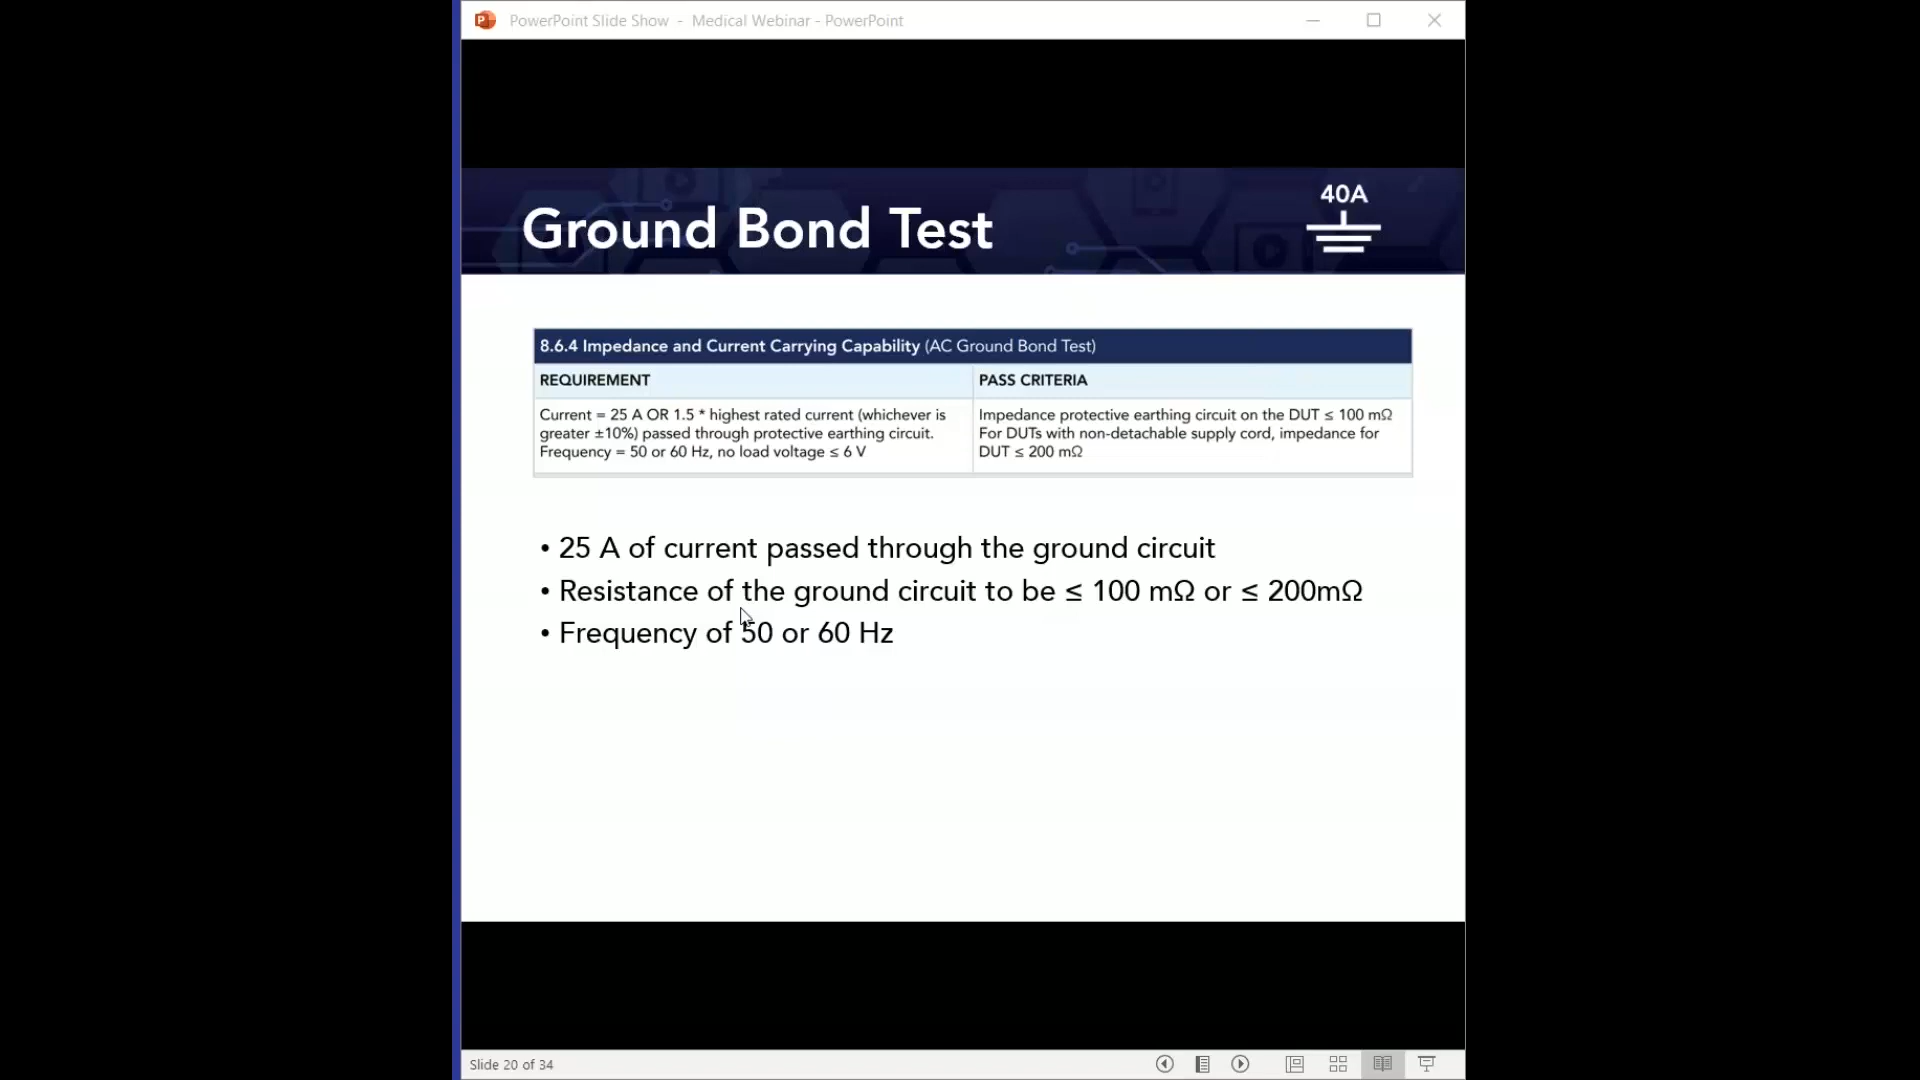 PowerPoint Slide Show - Medical Webinar - PowerPoint
40A
Ground Bond Test
8.6.4 Impedance and Current Carrying Capability (AC Ground Bond Test)
REQUIREMENT
PASS CRITERIA
Current = 25 A OR 1.5 * highest rated current (whichever is
greater ±10%) passed through protective earthing circuit.
Frequency = 50 or 60 Hz, no load voltage ≤ 6 V
Impedance protective earthing circuit on the DUT ≤ 100 mΩ
For DUTs with non-detachable supply cord, impedance for
DUT ≤ 200 mΩ
• 25 A of current passed through the ground circuit
• Resistance of the ground circuit to be ≤ 100 mΩ or ≤ 200mΩ
• Frequency of 50 or 60 Hz
Slide 20 of 34